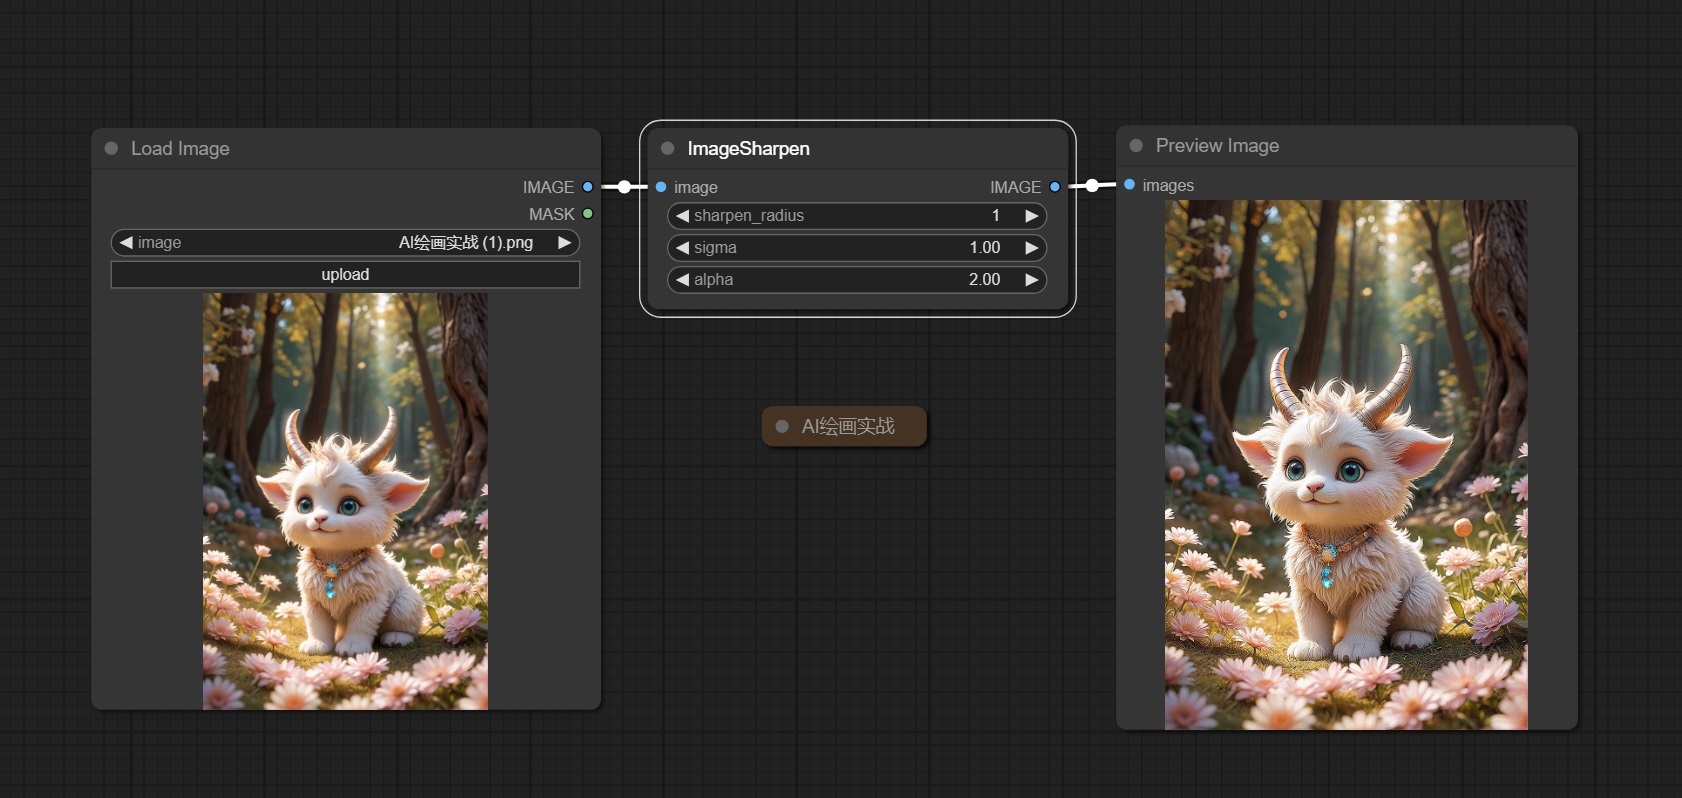 Load Image
IMAGE
MASK
image AI绘画实战 (1).png
upload
ImageSharpen
image IMAGE
sharpen_radius 1
sigma 1.00
alpha 2.00
AI绘画实战
Preview Image
images